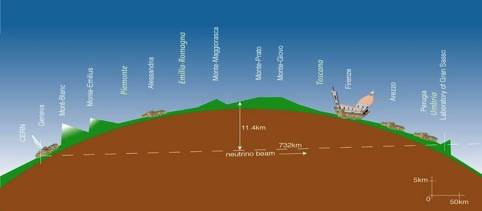 CERN
Geneva
Mont-Blanc
Monte-Emilius
Piemonte
Alessandria
Emilia-Romagna
Monte-Maggiorasca
Monte-Prato
Monte-Giovo
Toscana
Firenze
Arezzo
Perugia
Umbria
Laboratory of Gran Sasso
11.4km
732km
neutrino beam
5km
0
50km